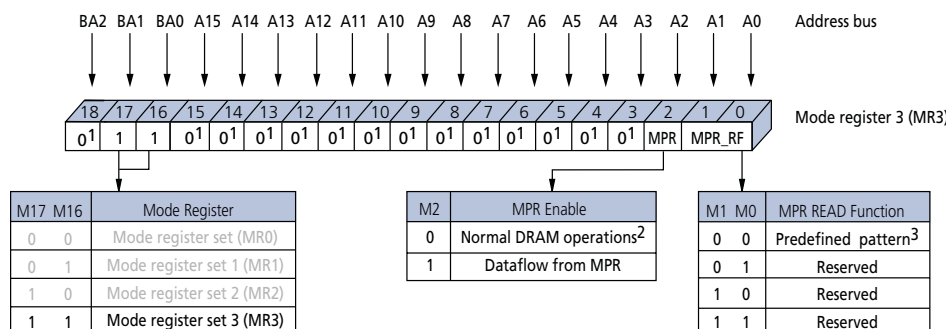 BA2 BA1 BA0 A15 A14 A13 A12 A11 A10 A9 A8 A7 A6 A5 A4 A3 A2 A1 A0 Address bus
18 17 16 15 14 13 12 11 10 9 8 7 6 5 4 3 2 1 0
Mode register 3 (MR3)
0¹ 1 1 0¹ 0¹ 0¹ 0¹ 0¹ 0¹ 0¹ 0¹ 0¹ 0¹ 0¹ 0¹ 0¹ MPR MPR_RF
M17 M16 Mode Register
0 0 Mode register set (MR0)
0 1 Mode register set 1 (MR1)
1 0 Mode register set 2 (MR2)
1 1 Mode register set 3 (MR3)
M2 MPR Enable
0 Normal DRAM operations²
1 Dataflow from MPR
M1 M0 MPR READ Function
0 0 Predefined pattern³
0 1 Reserved
1 0 Reserved
1 1 Reserved